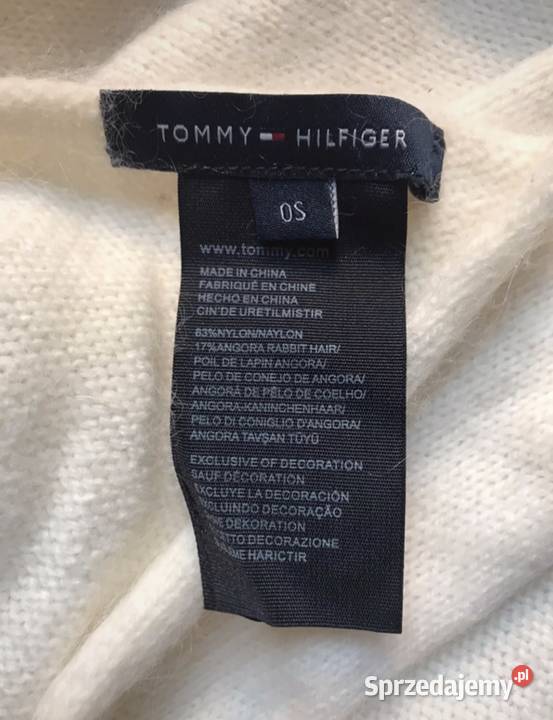 TOMMY HILFIGER
OS
www.tommy.com
MADE IN CHINA
FABRIQUÉ EN CHINE
HECHO EN CHINA
CIN'DE URETILMISTIR
83%NYLON/NAYLON
17%ANGORA RABBIT HAIR/
POIL DE LAPIN ANGORA/
PELO DE CONEJO DE ANGORA/
ANGORA DE PÊLO DE COELHO/
ANGORA-KANINCHENHAAR/
PELO DI CONIGLIO D'ANGORA/
ANGORA TAVŞAN TÜYÜ
EXCLUSIVE OF DECORATION
SAUF DÉCORATION
EXCLUYE LA DECORACIÓN
EXCLUINDO DECORAÇÃO
DEKORATION
DECORAZIONE
HARICTIR
Sprzedajemy.pl